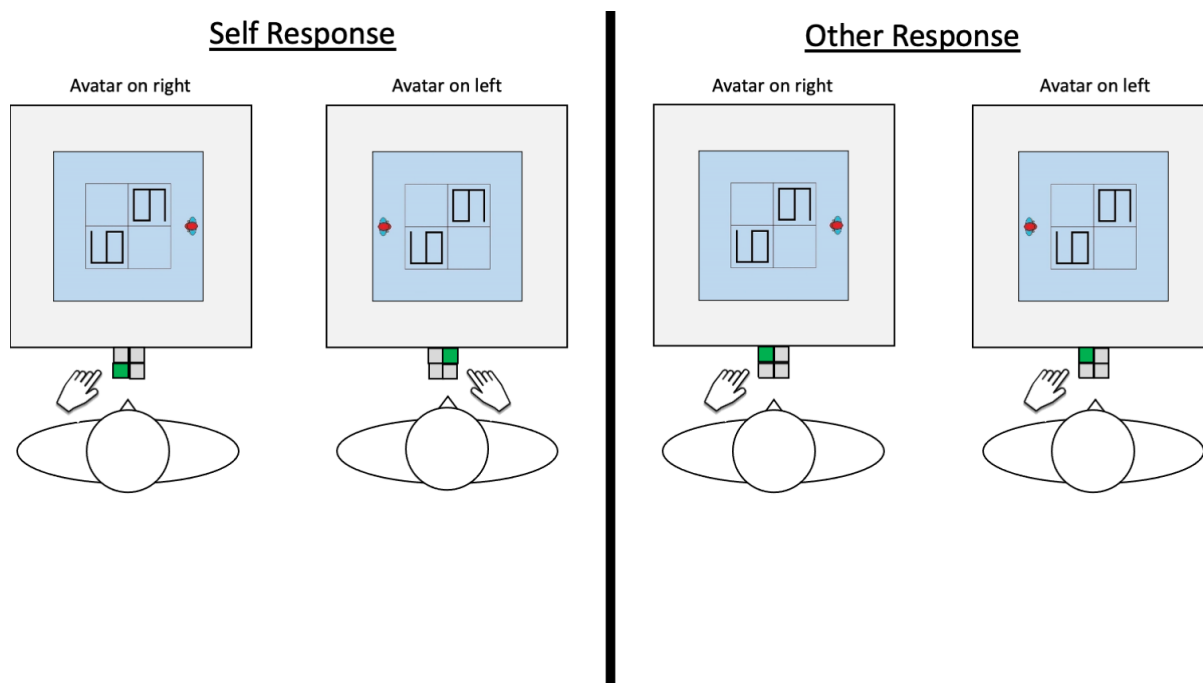 Self Response
Avatar on right
Avatar on left
Other Response
Avatar on right
Avatar on left